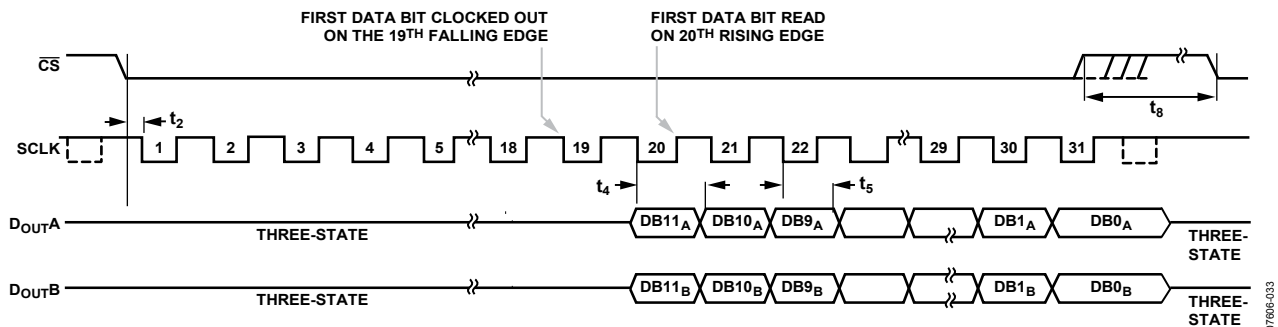 FIRST DATA BIT CLOCKED OUT
ON THE 19TH FALLING EDGE
FIRST DATA BIT READ
ON 20TH RISING EDGE
CS
t8
t2
SCLK
1 2 3 4 5 18 19 20 21 22 29 30 31
t4 t5
DOUTA
THREE-STATE
DB11A DB10A DB9A DB1A DB0A
THREE-
STATE
DOUTB
THREE-STATE
DB11B DB10B DB9B DB1B DB0B
THREE-
STATE
07606-033